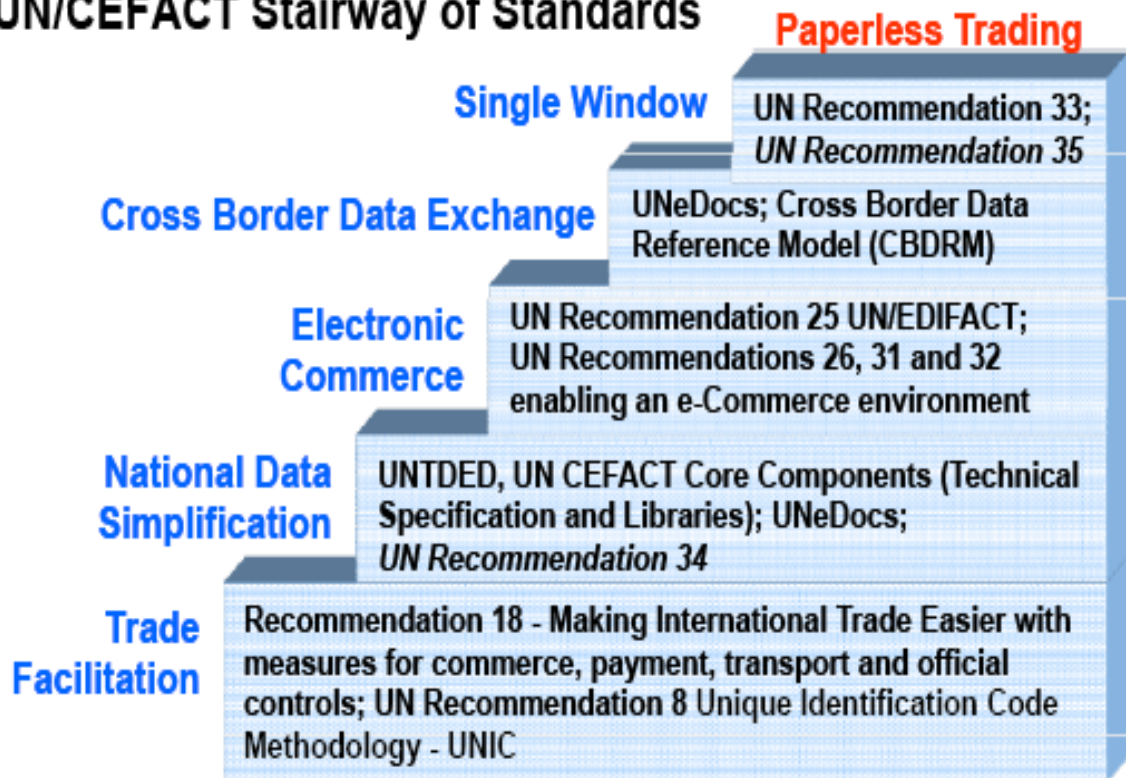 UN/CEFACT Stairway of Standards
Paperless Trading
Single Window
UN Recommendation 33;
UN Recommendation 35
Cross Border Data Exchange
UNeDocs; Cross Border Data
Reference Model (CBDRM)
Electronic
Commerce
UN Recommendation 25 UN/EDIFACT;
UN Recommendations 26, 31 and 32
enabling an e-Commerce environment
National Data
Simplification
UNTDED, UN CEFACT Core Components (Technical
Specification and Libraries); UNeDocs;
UN Recommendation 34
Trade
Facilitation
Recommendation 18 - Making International Trade Easier with
measures for commerce, payment, transport and official
controls; UN Recommendation 8 Unique Identification Code
Methodology - UNIC